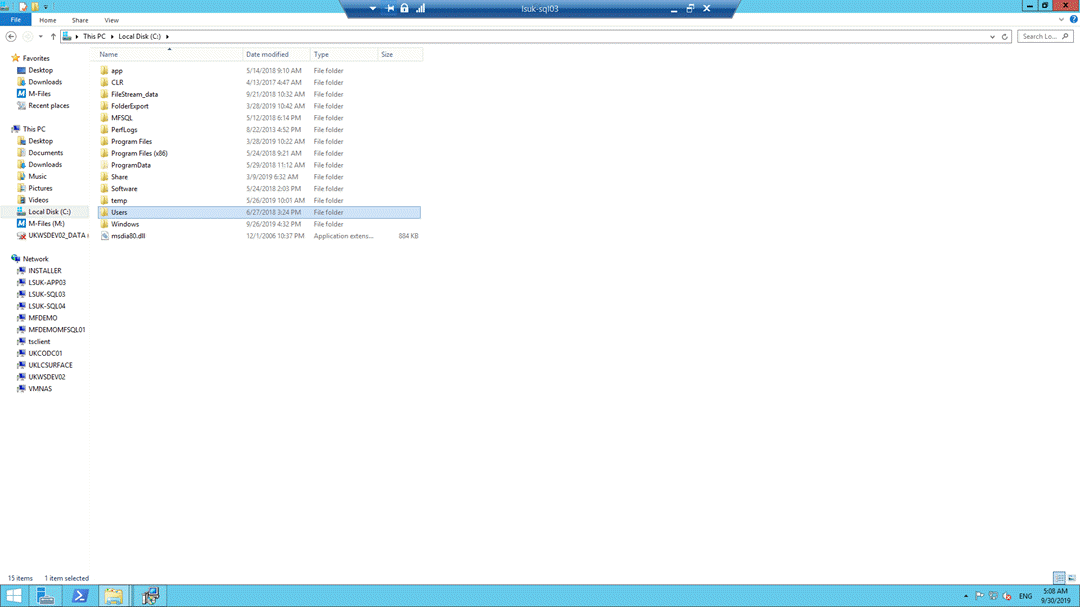 lsuk-sql03
File Home Share View
This PC Local Disk (C:) Search Lo...
Name Date modified Type Size
Favorites
Desktop
Downloads
M-Files
Recent places
This PC
Desktop
Documents
Downloads
Music
Pictures
Videos
Local Disk (C:)
M-Files (M:)
UKWSDEV02_DATA (
Network
INSTALLER
LSUK-APP03
LSUK-SQL03
LSUK-SQL04
MFDEMO
MFDEMOMFSQL01
tsclient
UKCODC01
UKLCSURFACE
UKWSDEV02
VMNAS
app 5/14/2018 9:10 AM File folder
CLR 4/13/2017 4:47 AM File folder
FileStream_data 9/21/2018 10:32 AM File folder
FolderExport 3/28/2019 10:42 AM File folder
MFSQL 5/12/2018 6:14 PM File folder
PerfLogs 8/22/2013 4:52 PM File folder
Program Files 3/28/2019 10:22 AM File folder
Program Files (x86) 5/24/2018 9:21 AM File folder
ProgramData 5/29/2018 11:12 AM File folder
Share 3/9/2019 6:32 AM File folder
Software 5/24/2018 2:03 PM File folder
temp 5/26/2019 10:01 AM File folder
Users 6/27/2018 3:24 PM File folder
Windows 9/26/2019 4:32 PM File folder
msdia80.dll 12/1/2006 10:37 PM Application extens... 884 KB
15 items 1 item selected
ENG 5:08 AM
9/30/2019